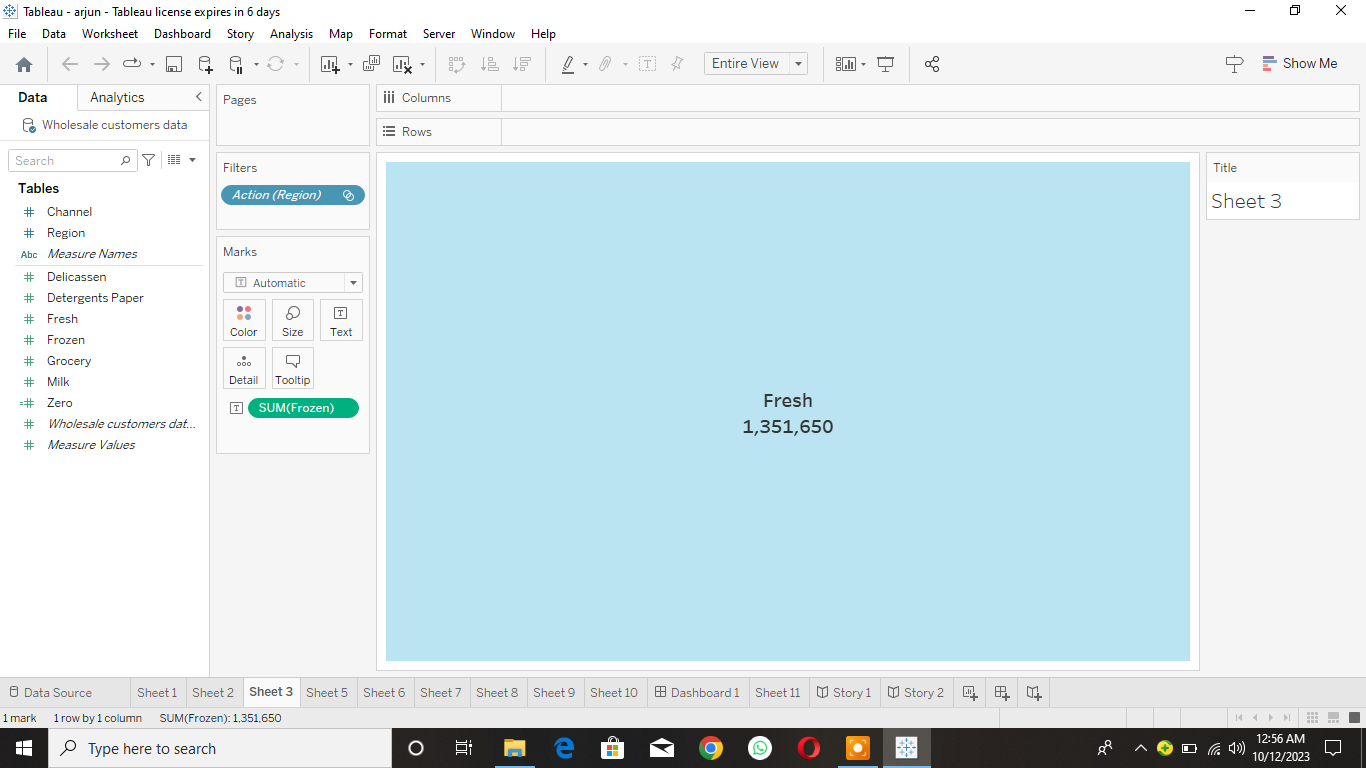 Tableau - arjun - Tableau license expires in 6 days
File Data Worksheet Dashboard Story Analysis Map Format Server Window Help
Entire View
Show Me
Data Analytics
Wholesale customers data
Search
Tables
Channel
Region
Abc Measure Names
Delicassen
Detergents Paper
Fresh
Frozen
Grocery
Milk
Zero
Wholesale customers dat...
Measure Values
Pages
Filters
Action (Region)
Marks
Automatic
Color Size Text
Detail Tooltip
SUM(Frozen)
Columns
Rows
Fresh
1,351,650
Title
Sheet 3
Data Source Sheet 1 Sheet 2 Sheet 3 Sheet 5 Sheet 6 Sheet 7 Sheet 8 Sheet 9 Sheet 10 Dashboard 1 Sheet 11 Story 1 Story 2
1 mark 1 row by 1 column SUM(Frozen): 1,351,650
Type here to search
12:56 AM
10/12/2023